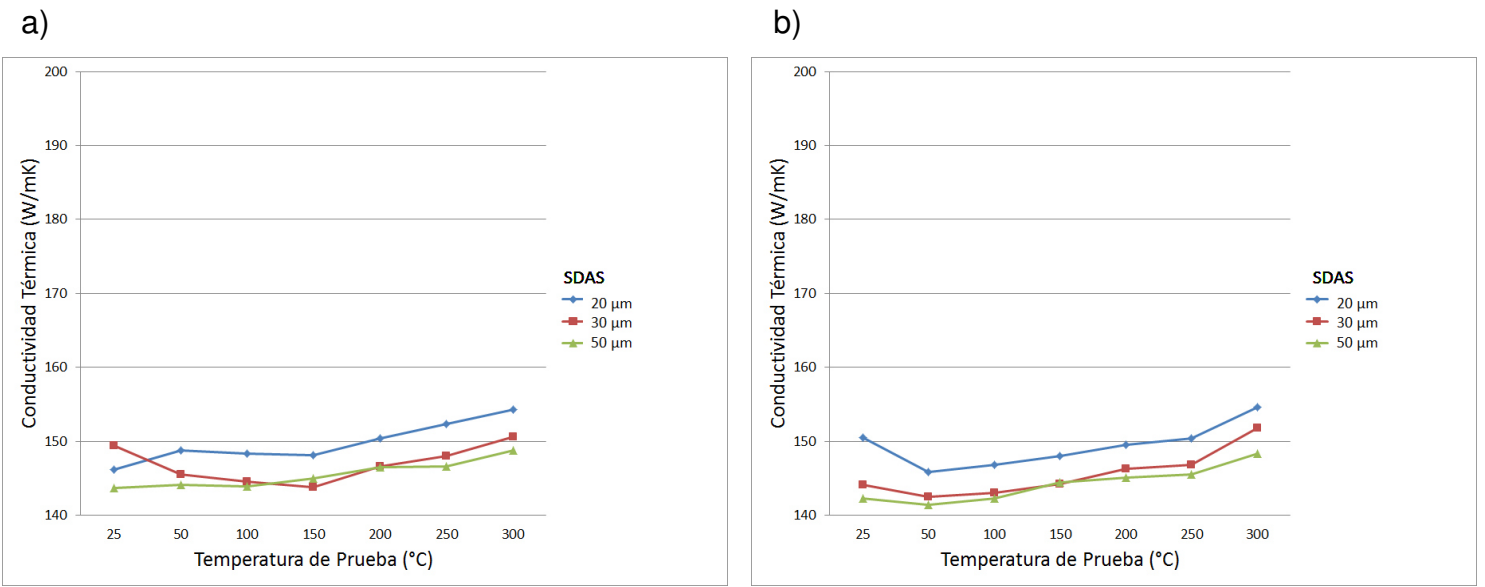 a)
200
190
180
170
160
150
140
Conductividad Térmica (W/mK)
25 50 100 150 200 250 300
Temperatura de Prueba (°C)
SDAS
20 µm
30 µm
50 µm
b)
200
190
180
170
160
150
140
Conductividad Térmica (W/mK)
25 50 100 150 200 250 300
Temperatura de Prueba (°C)
SDAS
20 µm
30 µm
50 µm